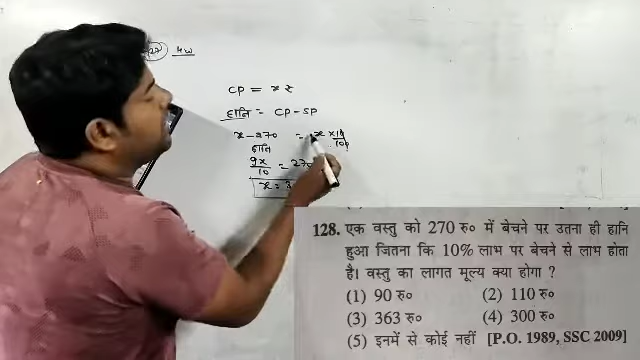 27 HW
CP = x ₹
हानि = CP - SP
x - 270 = x × 10/100
हानि
9x/10 = 270
x = 3
128. एक वस्तु को 270 रु० में बेचने पर उतना ही हानि
हुआ जितना कि 10% लाभ पर बेचने से लाभ होता
है। वस्तु का लागत मूल्य क्या होगा ?
(1) 90 रु० (2) 110 रु०
(3) 363 रु० (4) 300 रु०
(5) इनमें से कोई नहीं [P.O. 1989, SSC 2009]